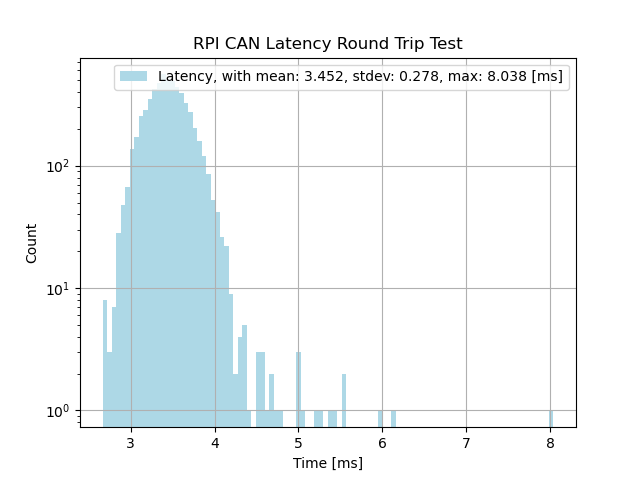 RPI CAN Latency Round Trip Test
Latency, with mean: 3.452, stdev: 0.278, max: 8.038 [ms]
Count
10²
10¹
10⁰
3 4 5 6 7 8
Time [ms]